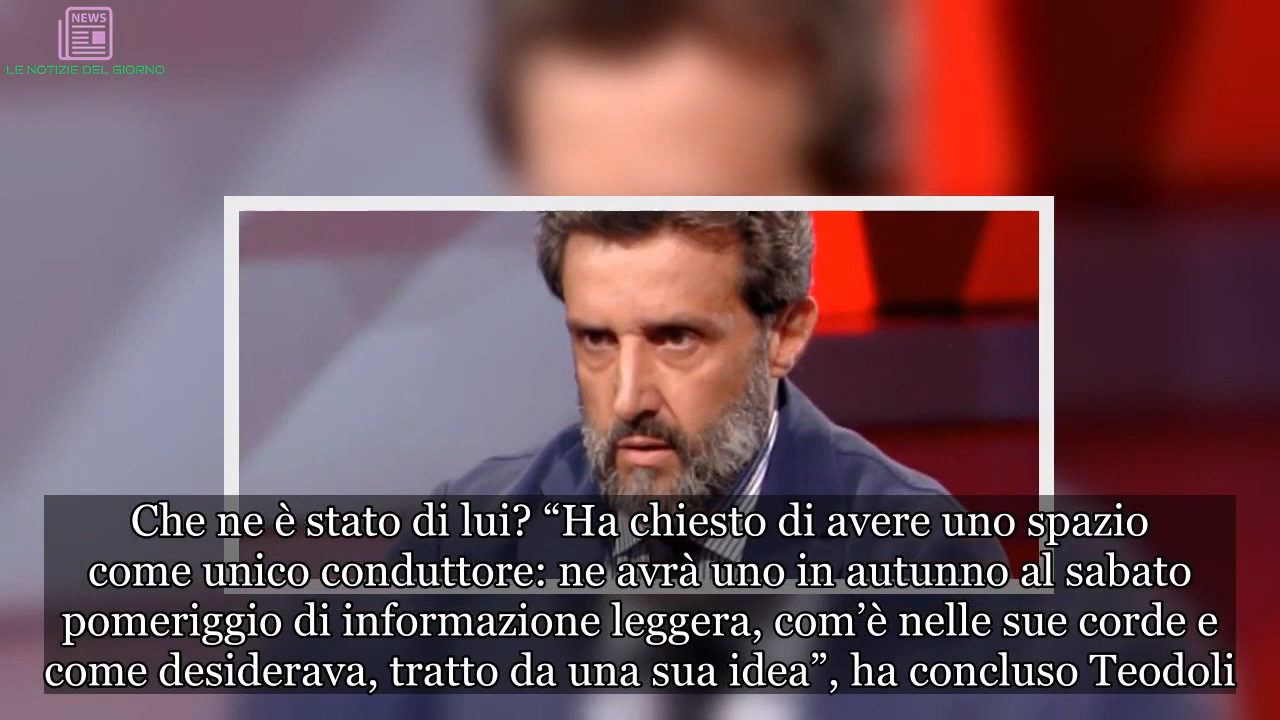 NEWS
LE NOTIZIE DEL GIORNO
Che ne è stato di lui? “Ha chiesto di avere uno spazio
come unico conduttore: ne avrà uno in autunno al sabato
pomeriggio di informazione leggera, com’è nelle sue corde e
come desiderava, tratto da una sua idea”, ha concluso Teodoli